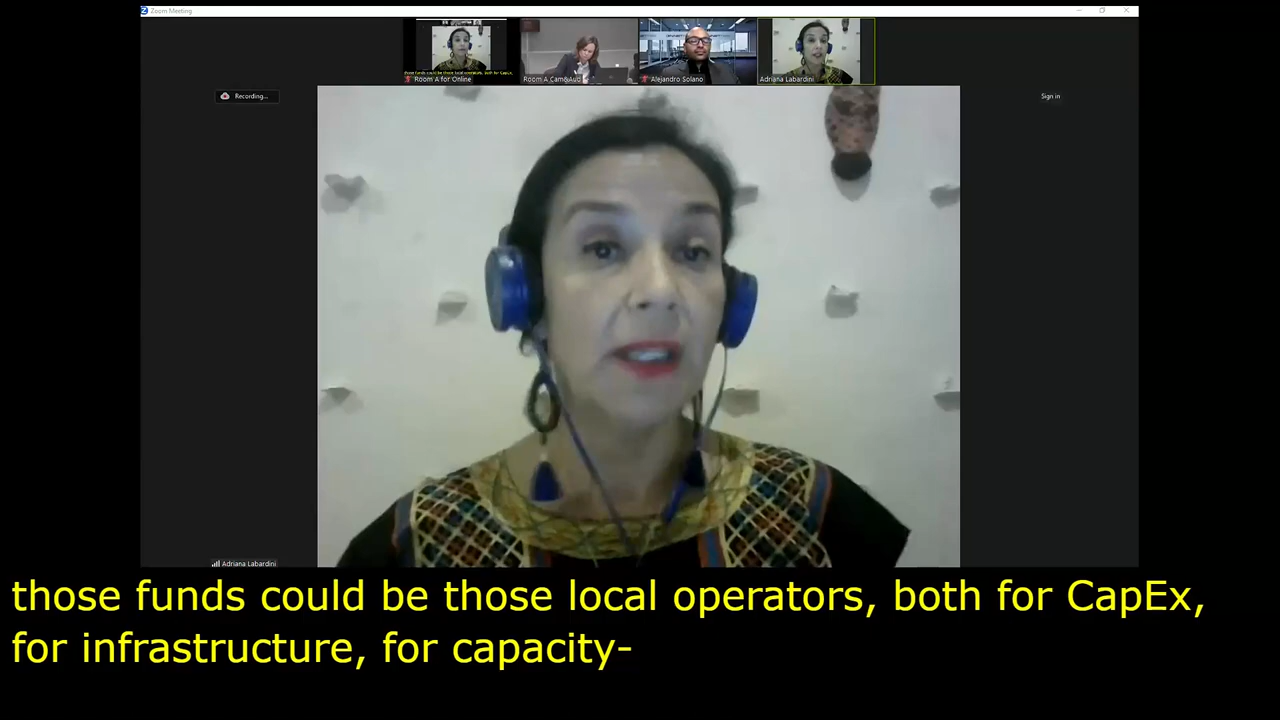 Zoom Meeting
Room A for Online
Room A Cam&Aud
Alejandro Solano
Adriana Labardini
Recording...
Sign in
Adriana Labardini
those funds could be those local operators, both for CapEx,
for infrastructure, for capacity-